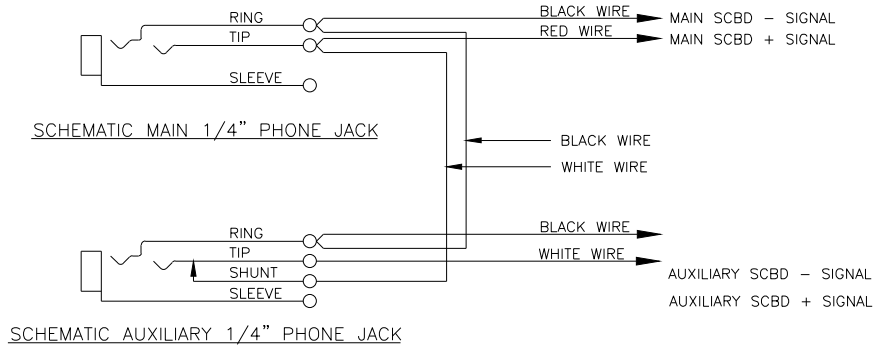 RING
BLACK WIRE
MAIN SCBD - SIGNAL
TIP
RED WIRE
MAIN SCBD + SIGNAL
SLEEVE
SCHEMATIC MAIN 1/4" PHONE JACK
BLACK WIRE
WHITE WIRE
RING
BLACK WIRE
TIP
WHITE WIRE
SHUNT
AUXILIARY SCBD - SIGNAL
SLEEVE
AUXILIARY SCBD + SIGNAL
SCHEMATIC AUXILIARY 1/4" PHONE JACK